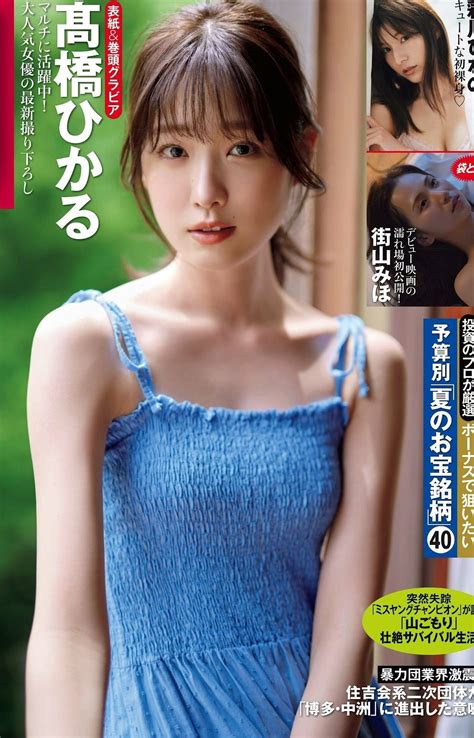 表紙&巻頭グラビア
髙橋ひかる
マルチに活躍中!
大人気女優の最新撮り下ろし
キュートな初裸身♡
袋と
デビュー映画の
濡れ場初公開!
街山みほ
投資のプロが厳選
ボーナスで狙いたい
予算別「夏のお宝銘柄」㊵
突然失踪
「ミスヤングチャンピオン」が
「山ごもり」
壮絶サバイバル生活
暴力団業界激震
住吉会系二次団体が
「博多・中洲」に進出した意味